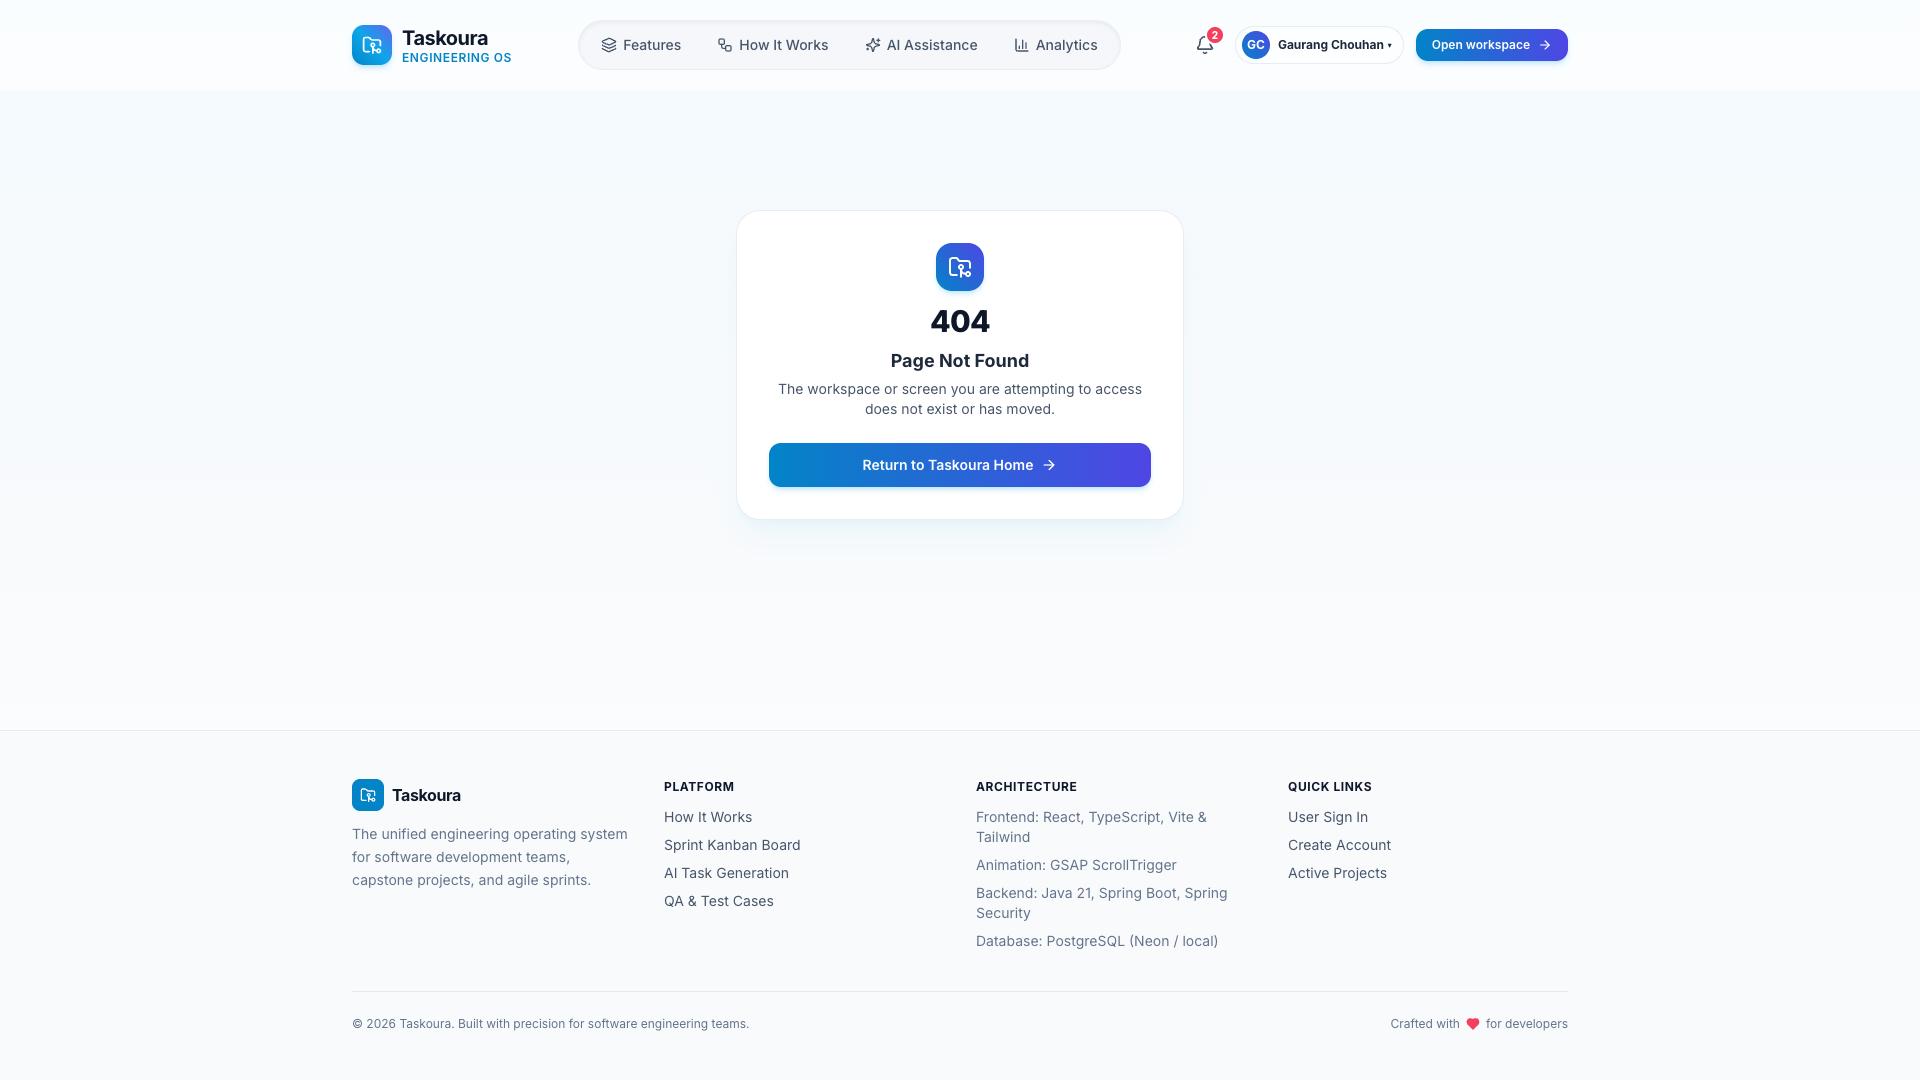 Taskoura
ENGINEERING OS
Features
How It Works
AI Assistance
Analytics
2
GC
Gaurang Chouhan
Open workspace
404
Page Not Found
The workspace or screen you are attempting to access
does not exist or has moved.
Return to Taskoura Home
Taskoura
The unified engineering operating system
for software development teams,
capstone projects, and agile sprints.
PLATFORM
How It Works
Sprint Kanban Board
AI Task Generation
QA & Test Cases
ARCHITECTURE
Frontend: React, TypeScript, Vite &
Tailwind
Animation: GSAP ScrollTrigger
Backend: Java 21, Spring Boot, Spring
Security
Database: PostgreSQL (Neon / local)
QUICK LINKS
User Sign In
Create Account
Active Projects
© 2026 Taskoura. Built with precision for software engineering teams.
Crafted with ❤ for developers